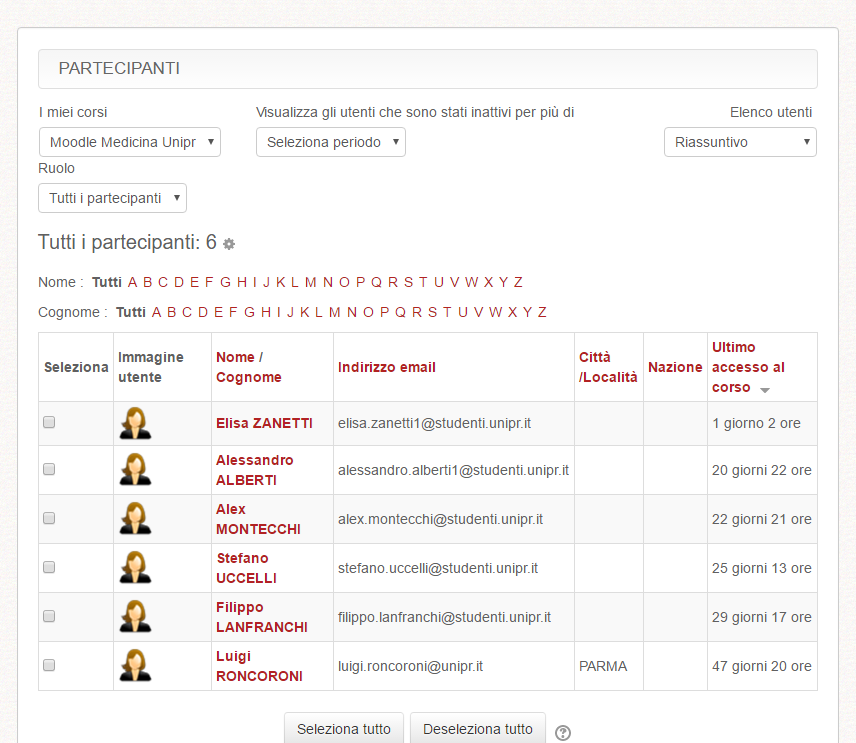 PARTECIPANTI
I miei corsi
Visualizza gli utenti che sono stati inattivi per più di
Elenco utenti
Moodle Medicina Unipr
Seleziona periodo
Riassuntivo
Ruolo
Tutti i partecipanti
Tutti i partecipanti: 6
Nome : Tutti A B C D E F G H I J K L M N O P Q R S T U V W X Y Z
Cognome : Tutti A B C D E F G H I J K L M N O P Q R S T U V W X Y Z
Seleziona
Immagine
utente
Nome /
Cognome
Indirizzo email
Città
/Località
Nazione
Ultimo
accesso al
corso
Elisa ZANETTI
elisa.zanetti1@studenti.unipr.it
1 giorno 2 ore
Alessandro
ALBERTI
alessandro.alberti1@studenti.unipr.it
20 giorni 22 ore
Alex
MONTECCHI
alex.montecchi@studenti.unipr.it
22 giorni 21 ore
Stefano
UCCELLI
stefano.uccelli@studenti.unipr.it
25 giorni 13 ore
Filippo
LANFRANCHI
filippo.lanfranchi@studenti.unipr.it
29 giorni 17 ore
Luigi
RONCORONI
luigi.roncoroni@unipr.it
PARMA
47 giorni 20 ore
Seleziona tutto
Deseleziona tutto
?